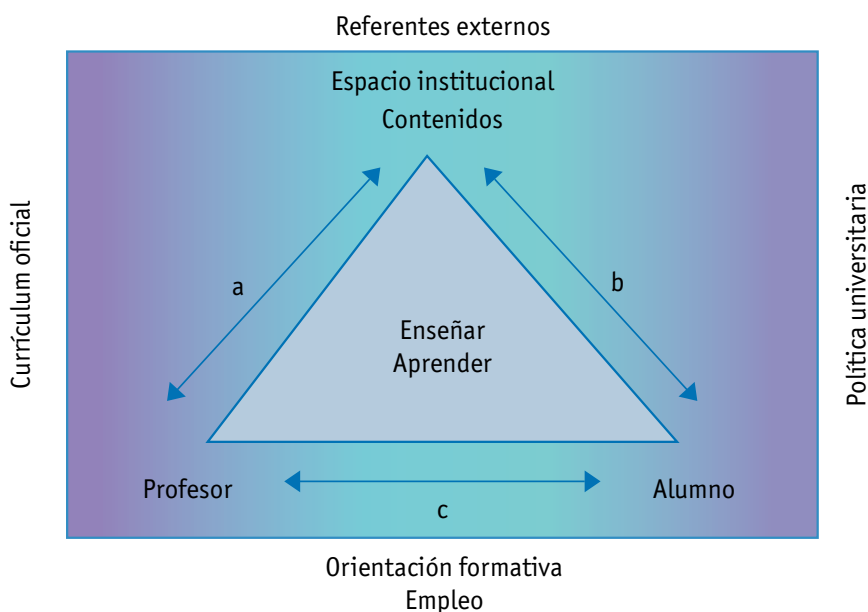 Referentes externos
Espacio institucional
Contenidos
Currículum oficial
Política universitaria
a
b
Enseñar
Aprender
Profesor
Alumno
c
Orientación formativa
Empleo